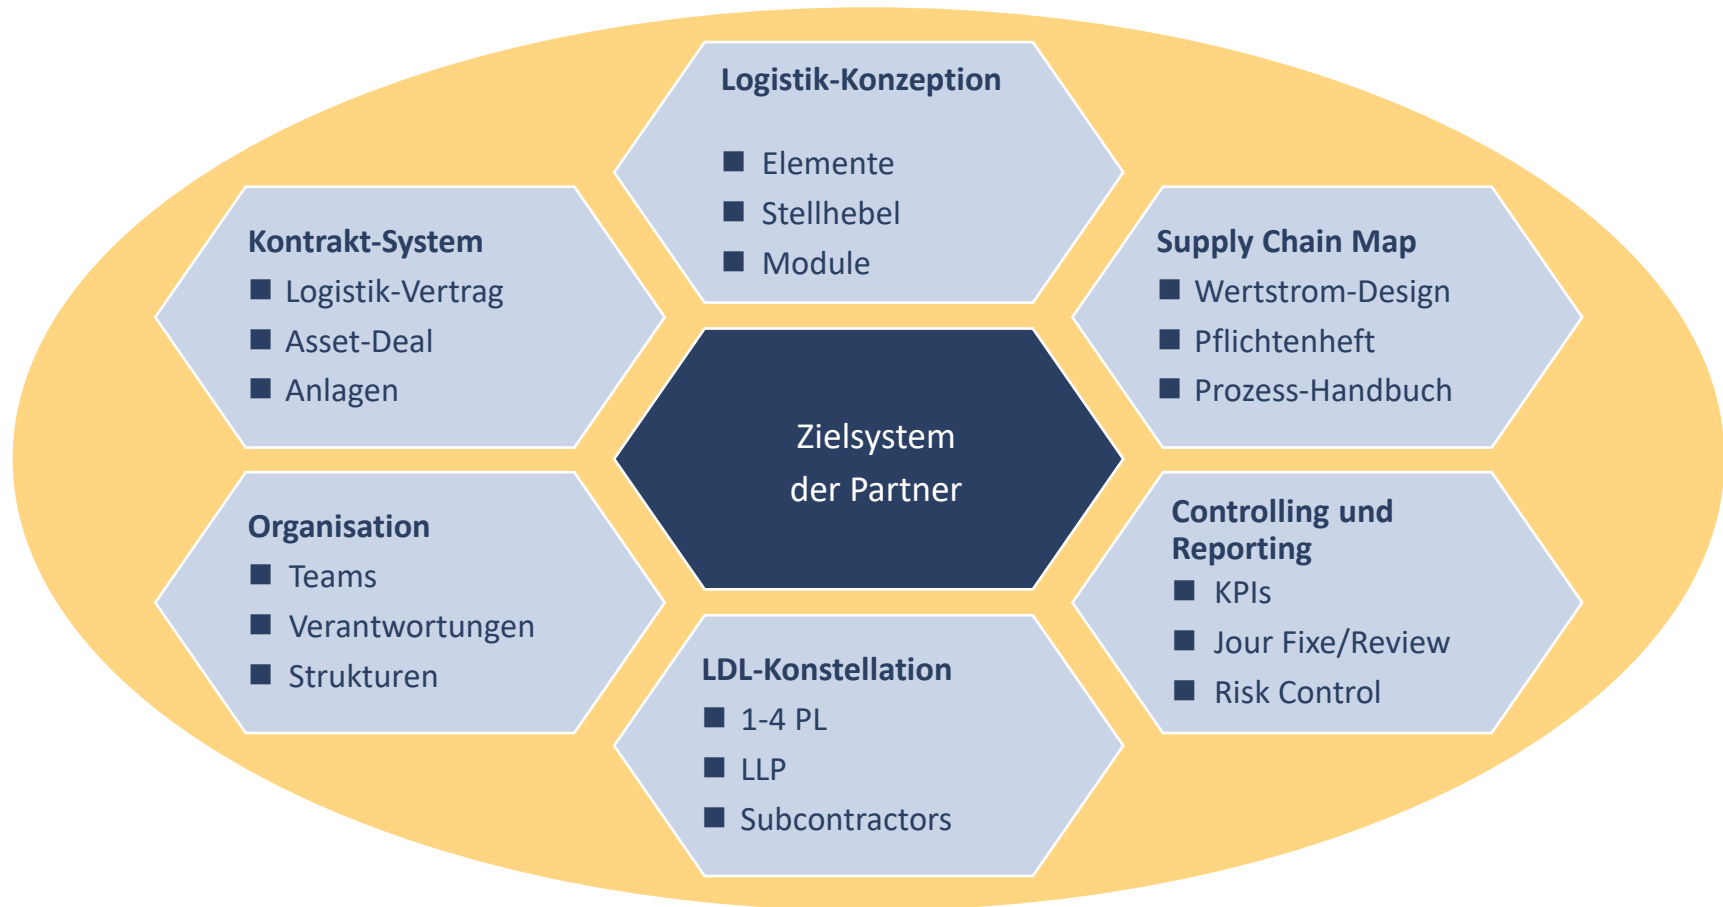 Logistik-Konzeption
Elemente
Stellhebel
Module
Kontrakt-System
Logistik-Vertrag
Asset-Deal
Anlagen
Supply Chain Map
Wertstrom-Design
Pflichtenheft
Prozess-Handbuch
Zielsystem
der Partner
Organisation
Teams
Verantwortungen
Strukturen
Controlling und
Reporting
KPIs
Jour Fixe/Review
Risk Control
LDL-Konstellation
1-4 PL
LLP
Subcontractors